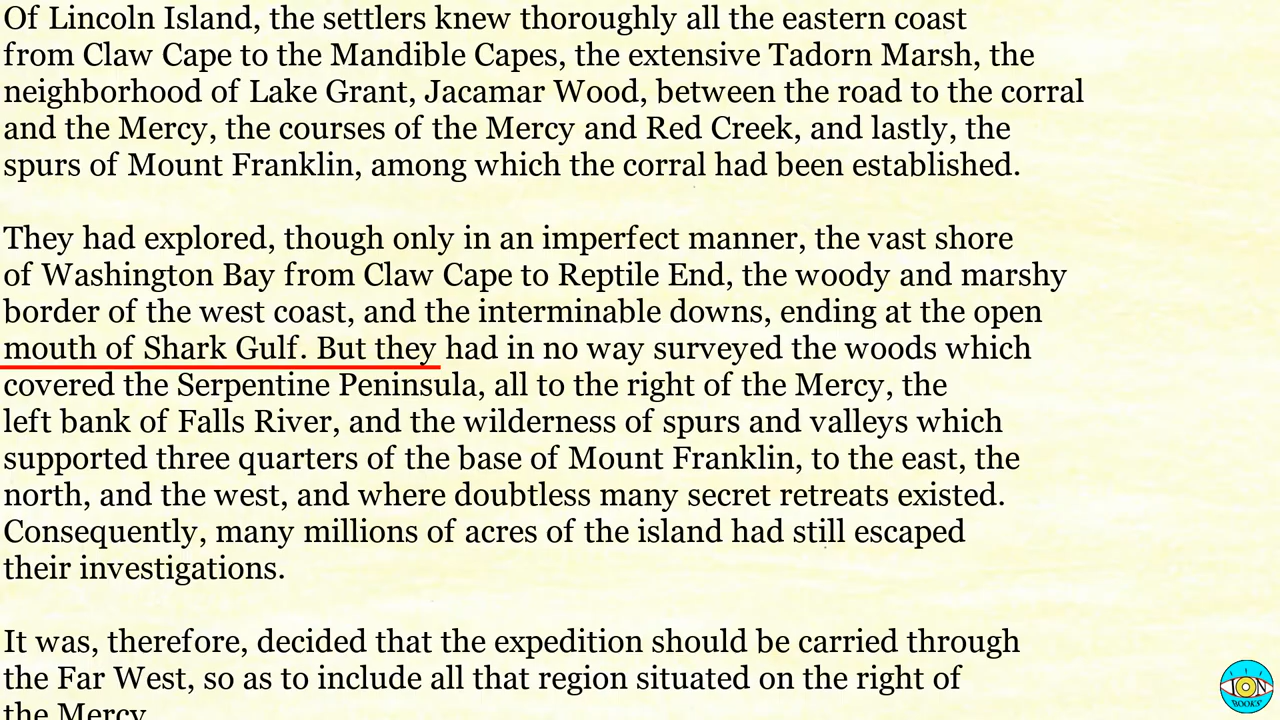 Of Lincoln Island, the settlers knew thoroughly all the eastern coast
from Claw Cape to the Mandible Capes, the extensive Tadorn Marsh, the
neighborhood of Lake Grant, Jacamar Wood, between the road to the corral
and the Mercy, the courses of the Mercy and Red Creek, and lastly, the
spurs of Mount Franklin, among which the corral had been established.
They had explored, though only in an imperfect manner, the vast shore
of Washington Bay from Claw Cape to Reptile End, the woody and marshy
border of the west coast, and the interminable downs, ending at the open
mouth of Shark Gulf. But they had in no way surveyed the woods which
covered the Serpentine Peninsula, all to the right of the Mercy, the
left bank of Falls River, and the wilderness of spurs and valleys which
supported three quarters of the base of Mount Franklin, to the east, the
north, and the west, and where doubtless many secret retreats existed.
Consequently, many millions of acres of the island had still escaped
their investigations.
It was, therefore, decided that the expedition should be carried through
the Far West, so as to include all that region situated on the right of
the Mercy.
ION
BOOKS